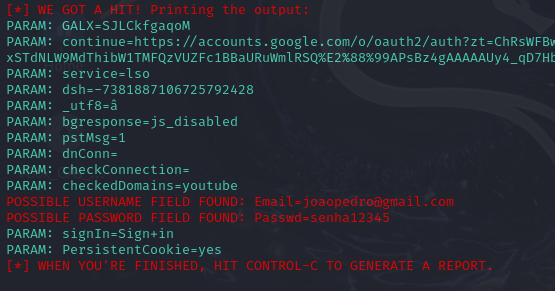 [*] WE GOT A HIT! Printing the output:
PARAM: GALX=SJLCkfgaqoM
PARAM: continue=https://accounts.google.com/o/oauth2/auth?zt=ChRsWFBw
xSTdNLW9MdThibW1TMFQzVUZFc1BBaURuWmlRSQ%E2%88%99APsBz4gAAAAAUy4_qD7Hb
PARAM: service=lso
PARAM: dsh=-7381887106725792428
PARAM: _utf8=â
PARAM: bgresponse=js_disabled
PARAM: pstMsg=1
PARAM: dnConn=
PARAM: checkConnection=
PARAM: checkedDomains=youtube
POSSIBLE USERNAME FIELD FOUND: Email=joaopedro@gmail.com
POSSIBLE PASSWORD FIELD FOUND: Passwd=senha12345
PARAM: signIn=Sign+in
PARAM: PersistentCookie=yes
[*] WHEN YOU'RE FINISHED, HIT CONTROL-C TO GENERATE A REPORT.